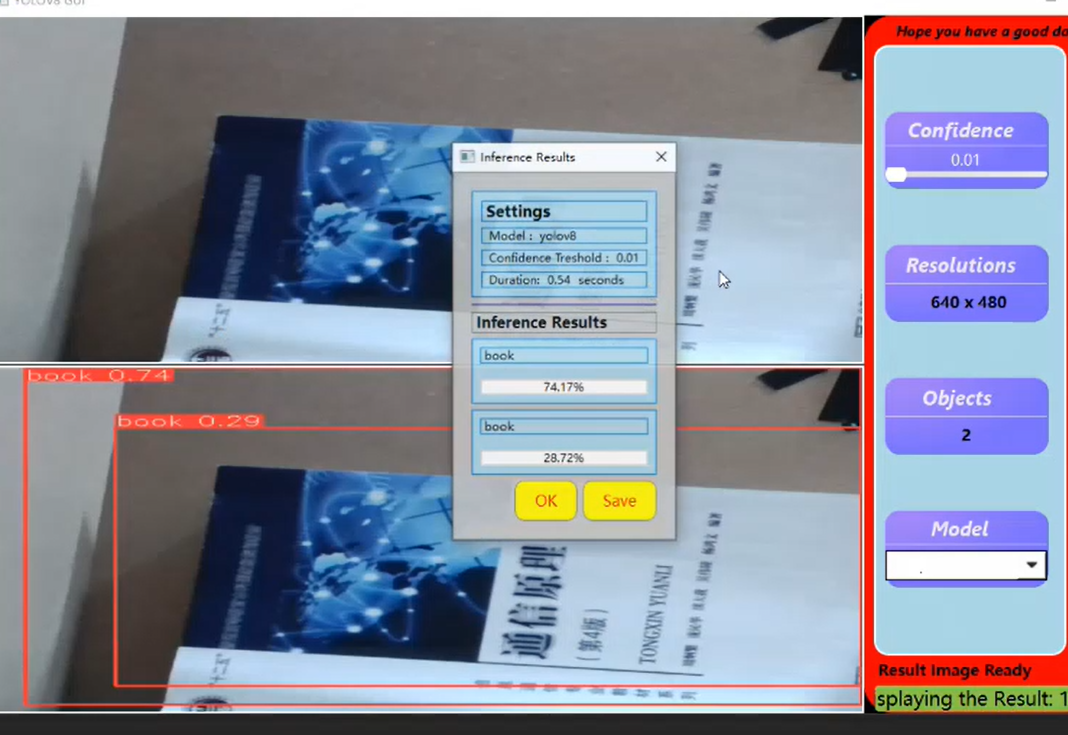 YOLOv8 GUI
Hope you have a good da
Confidence
0.01
Resolutions
640 x 480
Objects
2
Model
Result Image Ready
splaying the Result: 1
Inference Results
Settings
Model : yolov8
Confidence Treshold : 0.01
Duration: 0.54 seconds
Inference Results
book
74.17%
book
28.72%
OK
Save
book 0.74
book 0.29
通信原理
(第4版)
TONGXIN YUANLI
"十二五"